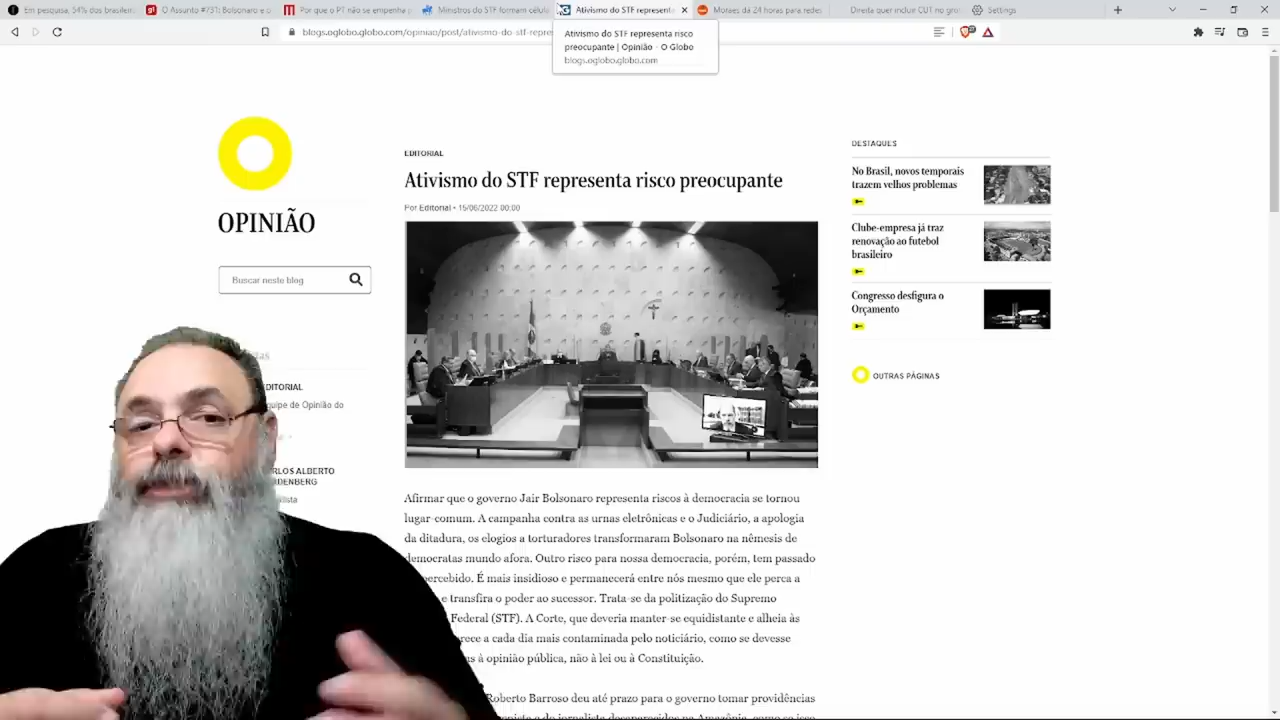 Em pesquisa, 54% dos brasilei
O Assunto #731: Bolsonaro e o
Por que o PT não se empenha
Ministros do STF formam célula
Ativismo do STF represent
Moraes dá 24 horas para redes
Direita quer incluir CUT no
Settings
blogs.oglobo.globo.com/opiniao/post/ativismo-do-stf-repre
Ativismo do STF representa risco
preocupante | Opinião - O Globo
blogs.oglobo.globo.com
OPINIÃO
Buscar neste blog
DITORIAL
quipe de Opinião do
RLOS ALBERTO
RDENBERG
EDITORIAL
Ativismo do STF representa risco preocupante
Por Editorial • 15/06/2022 00:00
Afirmar que o governo Jair Bolsonaro representa riscos à democracia se tornou
lugar-comum. A campanha contra as urnas eletrônicas e o Judiciário, a apologia
da ditadura, os elogios a torturadores transformaram Bolsonaro na nêmesis de
democratas mundo afora. Outro risco para nossa democracia, porém, tem passado
percebido. É mais insidioso e permanecerá entre nós mesmo que ele perca a
e transfira o poder ao sucessor. Trata-se da politização do Supremo
Federal (STF). A Corte, que deveria manter-se equidistante e alheia às
rece a cada dia mais contaminada pelo noticiário, como se devesse
s à opinião pública, não à lei ou à Constituição.
Roberto Barroso deu até prazo para o governo tomar providências
DESTAQUES
No Brasil, novos temporais
trazem velhos problemas
Clube-empresa já traz
renovação ao futebol
brasileiro
Congresso desfigura o
Orçamento
OUTRAS PÁGINAS